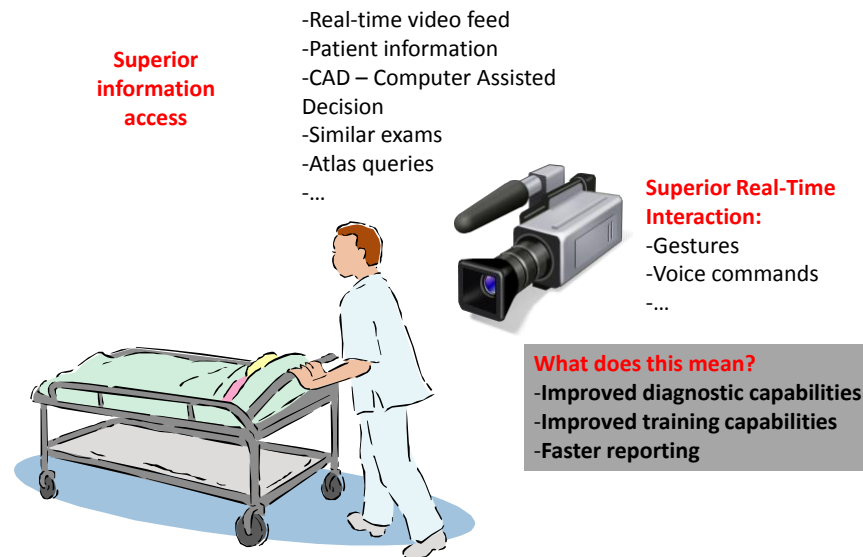 Superior
information
access
-Real-time video feed
-Patient information
-CAD – Computer Assisted
Decision
-Similar exams
-Atlas queries
-...
Superior Real-Time
Interaction:
-Gestures
-Voice commands
-...
What does this mean?
-Improved diagnostic capabilities
-Improved training capabilities
-Faster reporting